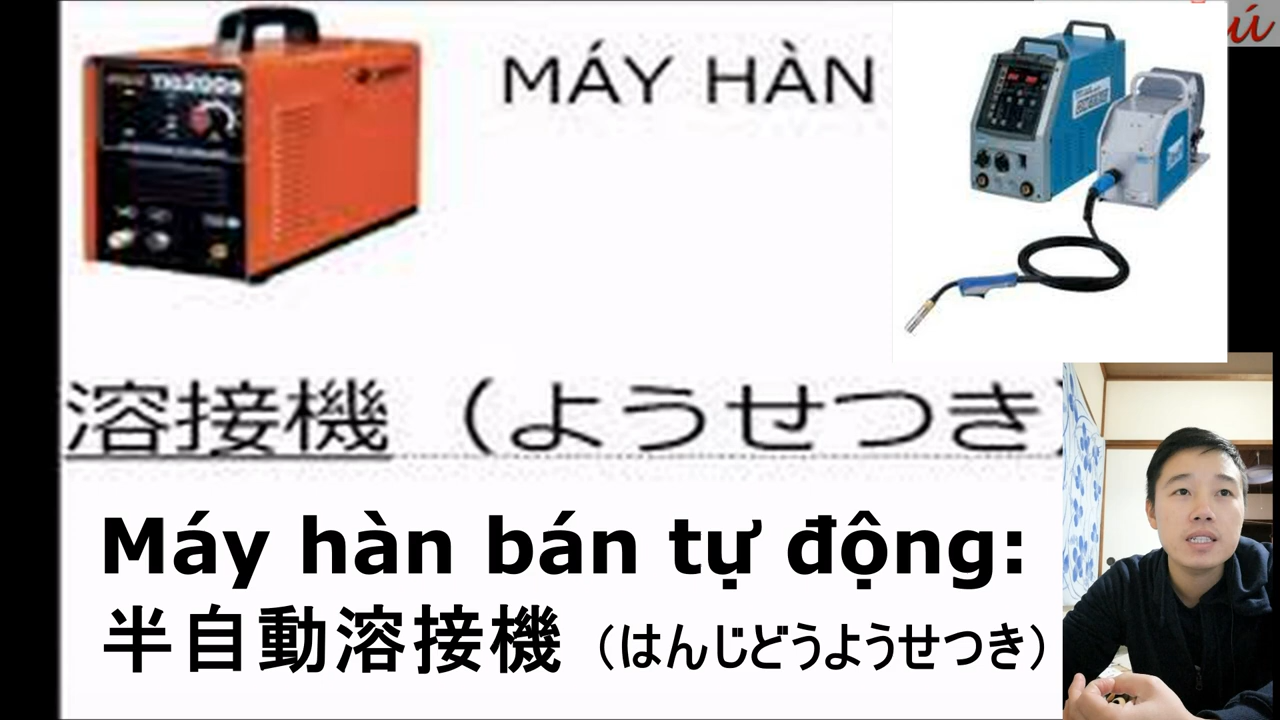 ú
MÁY HÀN
溶接機（ようせつき）
Máy hàn bán tự động:
半自動溶接機（はんじどうようせつき）